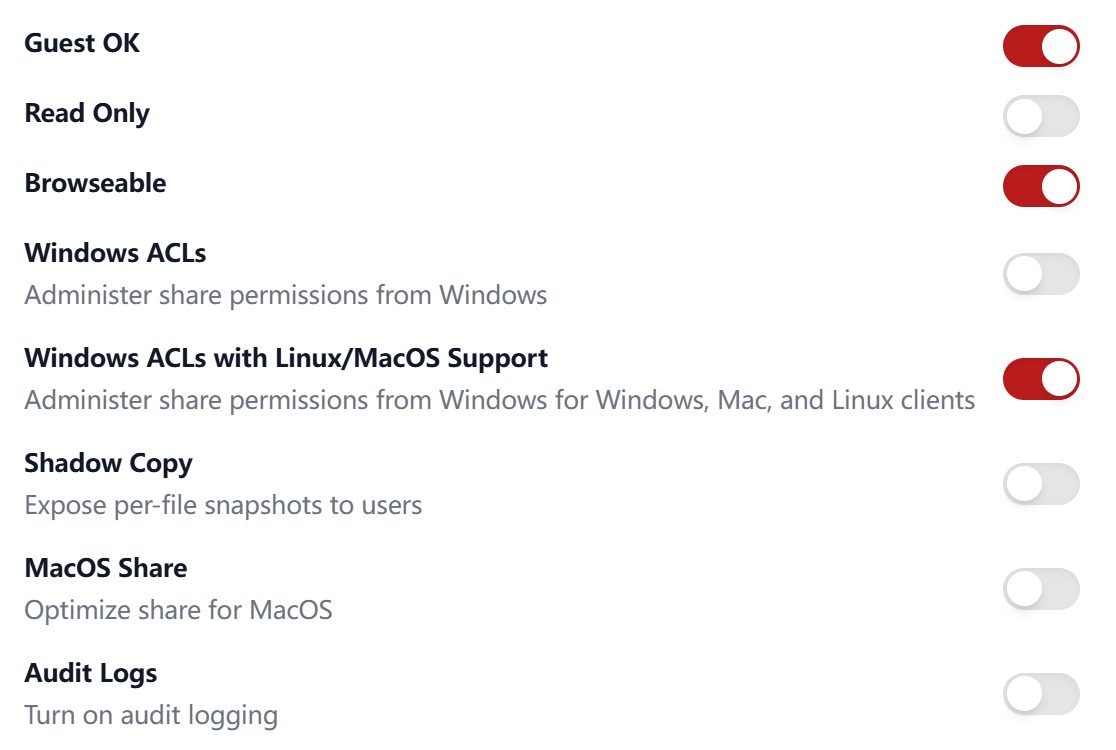 Guest OK
Read Only
Browseable
Windows ACLs
Administer share permissions from Windows
Windows ACLs with Linux/MacOS Support
Administer share permissions from Windows for Windows, Mac, and Linux clients
Shadow Copy
Expose per-file snapshots to users
MacOS Share
Optimize share for MacOS
Audit Logs
Turn on audit logging